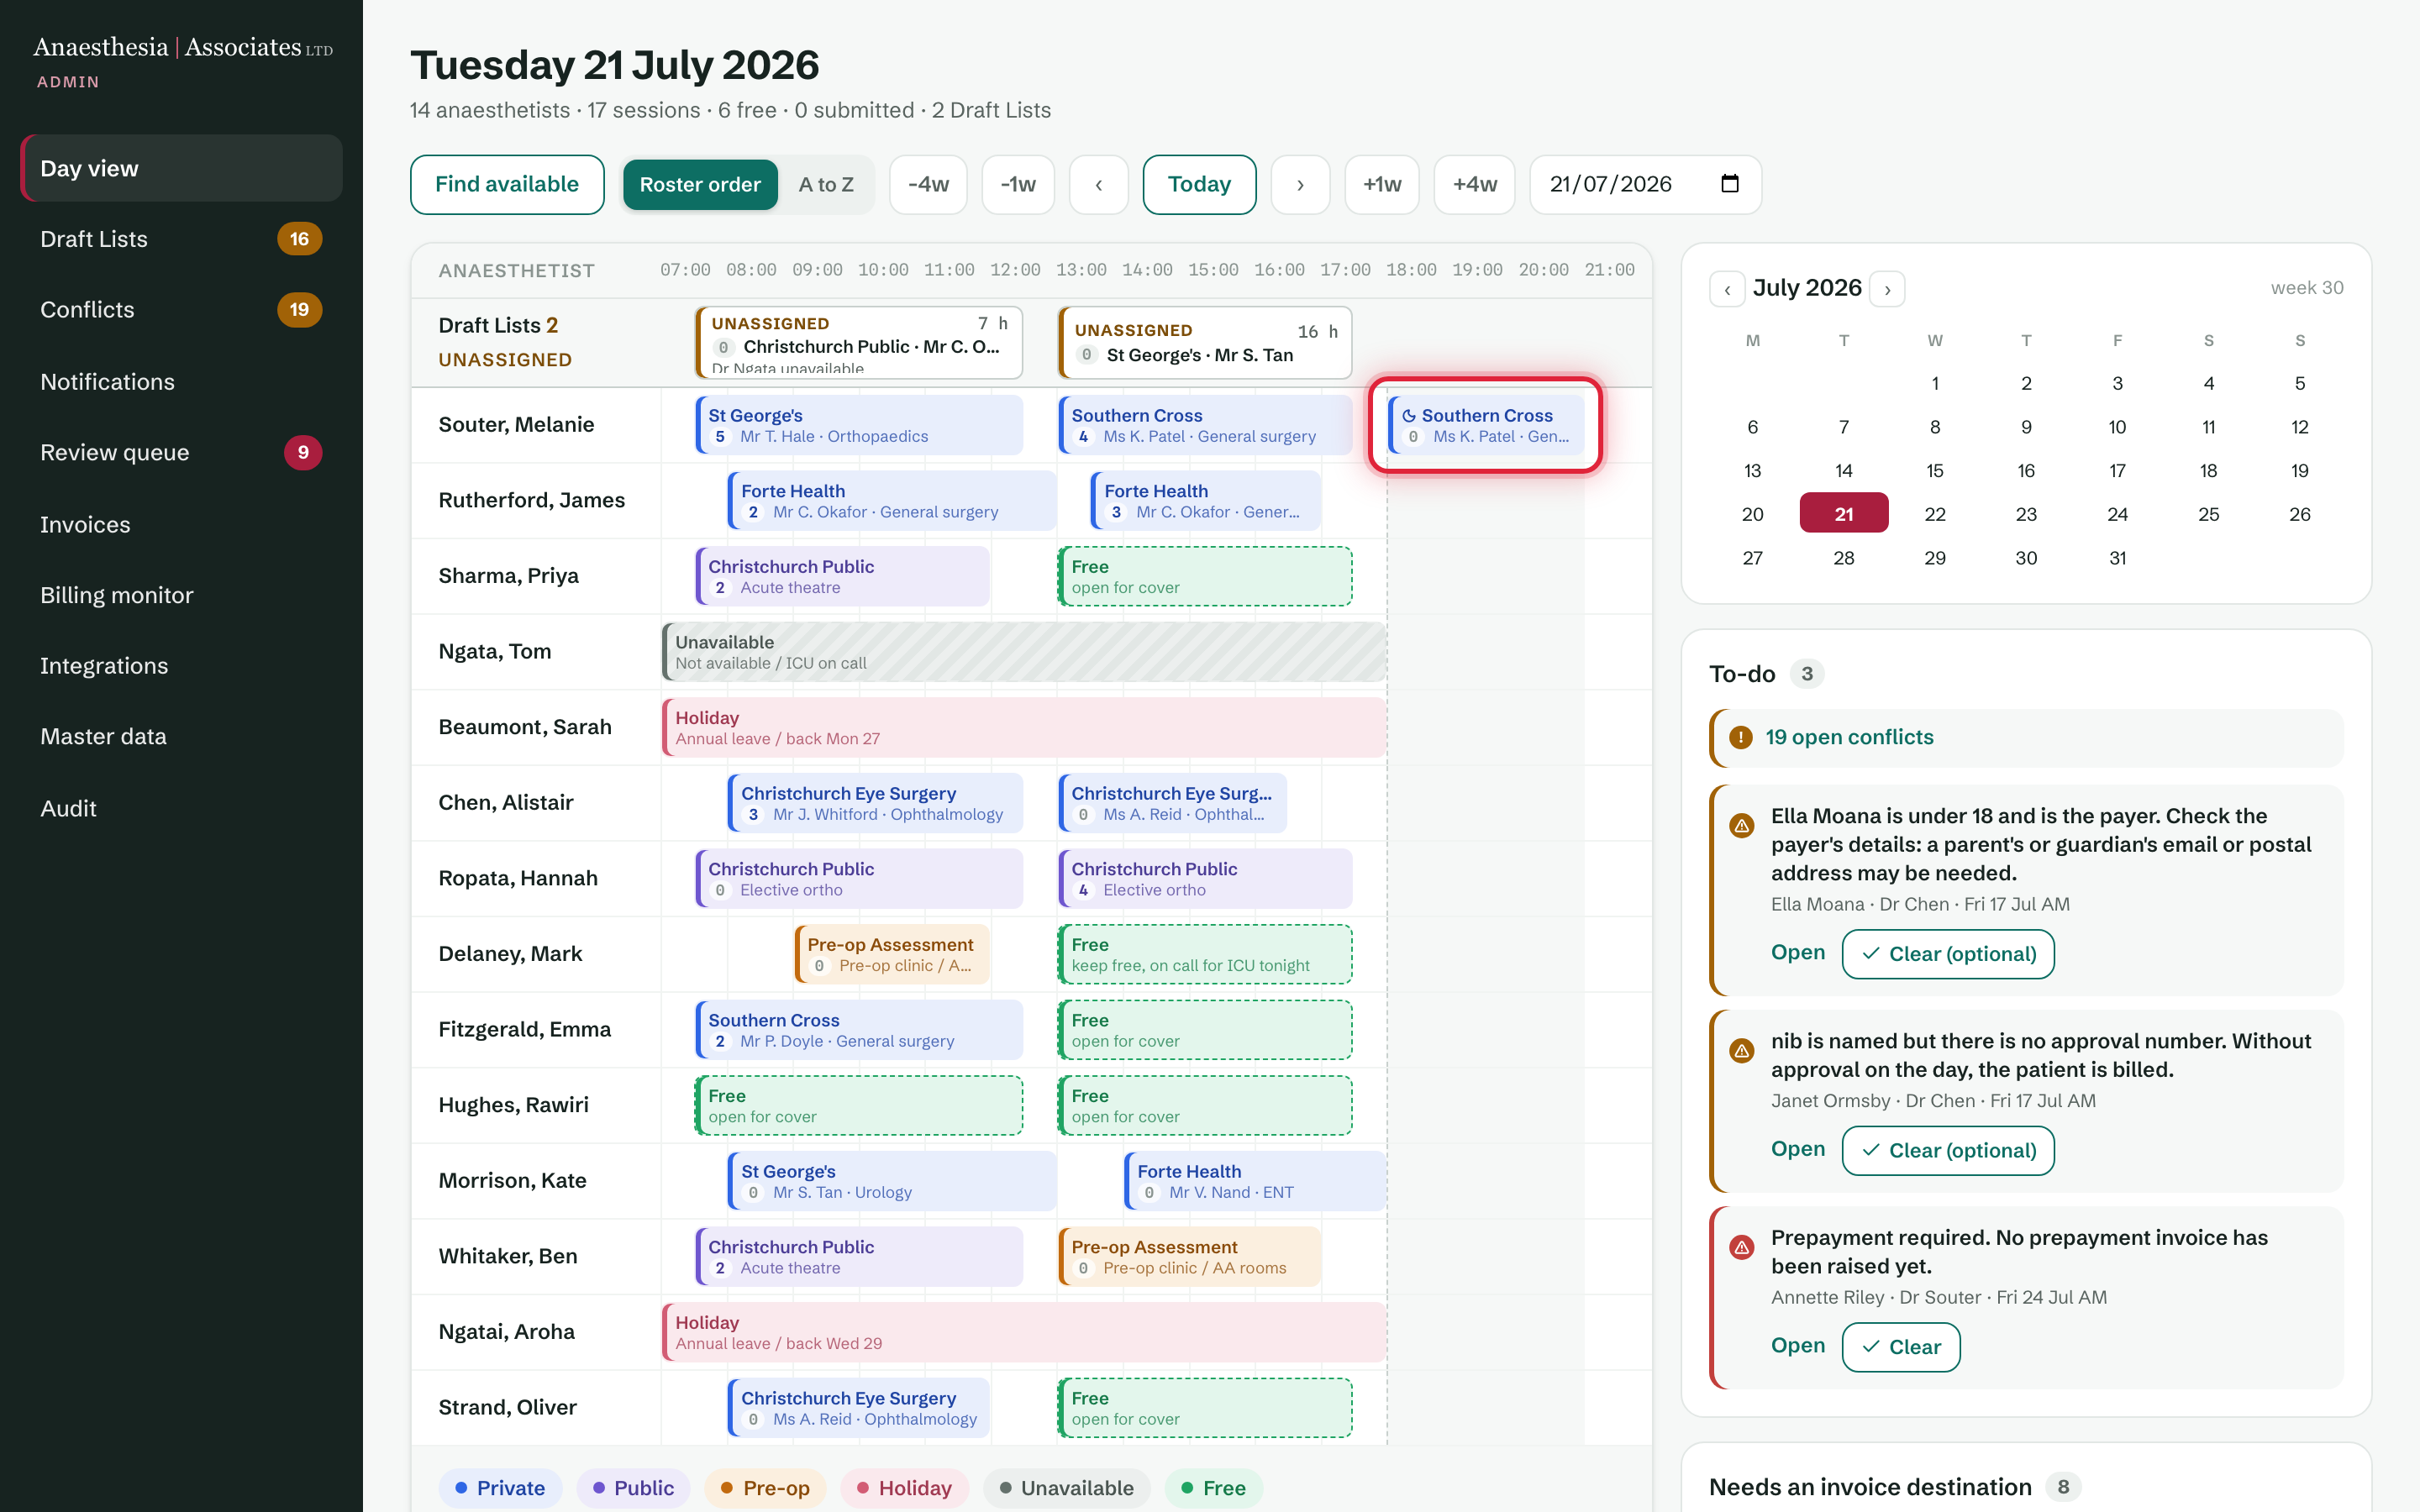 Anaesthesia | Associates LTD
ADMIN
Day view
Draft Lists 16
Conflicts 19
Notifications
Review queue 9
Invoices
Billing monitor
Integrations
Master data
Audit
Tuesday 21 July 2026
14 anaesthetists · 17 sessions · 6 free · 0 submitted · 2 Draft Lists
Find available Roster order A to Z -4w -1w ‹ Today › +1w +4w 21/07/2026
ANAESTHETIST 07:00 08:00 09:00 10:00 11:00 12:00 13:00 14:00 15:00 16:00 17:00 18:00 19:00 20:00 21:00
Draft Lists 2
UNASSIGNED
UNASSIGNED 7 h
0 Christchurch Public · Mr C. O...
Dr Ngata unavailable
UNASSIGNED 16 h
0 St George's · Mr S. Tan
Souter, Melanie
St George's
5 Mr T. Hale · Orthopaedics
Southern Cross
4 Ms K. Patel · General surgery
Southern Cross
0 Ms K. Patel · Gen...
Rutherford, James
Forte Health
2 Mr C. Okafor · General surgery
Forte Health
3 Mr C. Okafor · Gener...
Sharma, Priya
Christchurch Public
2 Acute theatre
Free
open for cover
Ngata, Tom
Unavailable
Not available / ICU on call
Beaumont, Sarah
Holiday
Annual leave / back Mon 27
Chen, Alistair
Christchurch Eye Surgery
3 Mr J. Whitford · Ophthalmology
Christchurch Eye Surg...
0 Ms A. Reid · Ophthal...
Ropata, Hannah
Christchurch Public
0 Elective ortho
Christchurch Public
4 Elective ortho
Delaney, Mark
Pre-op Assessment
0 Pre-op clinic / A...
Free
keep free, on call for ICU tonight
Fitzgerald, Emma
Southern Cross
2 Mr P. Doyle · General surgery
Free
open for cover
Hughes, Rawiri
Free
open for cover
Free
open for cover
Morrison, Kate
St George's
0 Mr S. Tan · Urology
Forte Health
0 Mr V. Nand · ENT
Whitaker, Ben
Christchurch Public
2 Acute theatre
Pre-op Assessment
0 Pre-op clinic / AA rooms
Ngatai, Aroha
Holiday
Annual leave / back Wed 29
Strand, Oliver
Christchurch Eye Surgery
0 Ms A. Reid · Ophthalmology
Free
open for cover
Private Public Pre-op Holiday Unavailable Free
‹ July 2026 › week 30
M T W T F S S
1 2 3 4 5
6 7 8 9 10 11 12
13 14 15 16 17 18 19
20 21 22 23 24 25 26
27 28 29 30 31
To-do 3
19 open conflicts
Ella Moana is under 18 and is the payer. Check the
payer's details: a parent's or guardian's email or postal
address may be needed.
Ella Moana · Dr Chen · Fri 17 Jul AM
Open Clear (optional)
nib is named but there is no approval number. Without
approval on the day, the patient is billed.
Janet Ormsby · Dr Chen · Fri 17 Jul AM
Open Clear (optional)
Prepayment required. No prepayment invoice has
been raised yet.
Annette Riley · Dr Souter · Fri 24 Jul AM
Open Clear
Needs an invoice destination 8